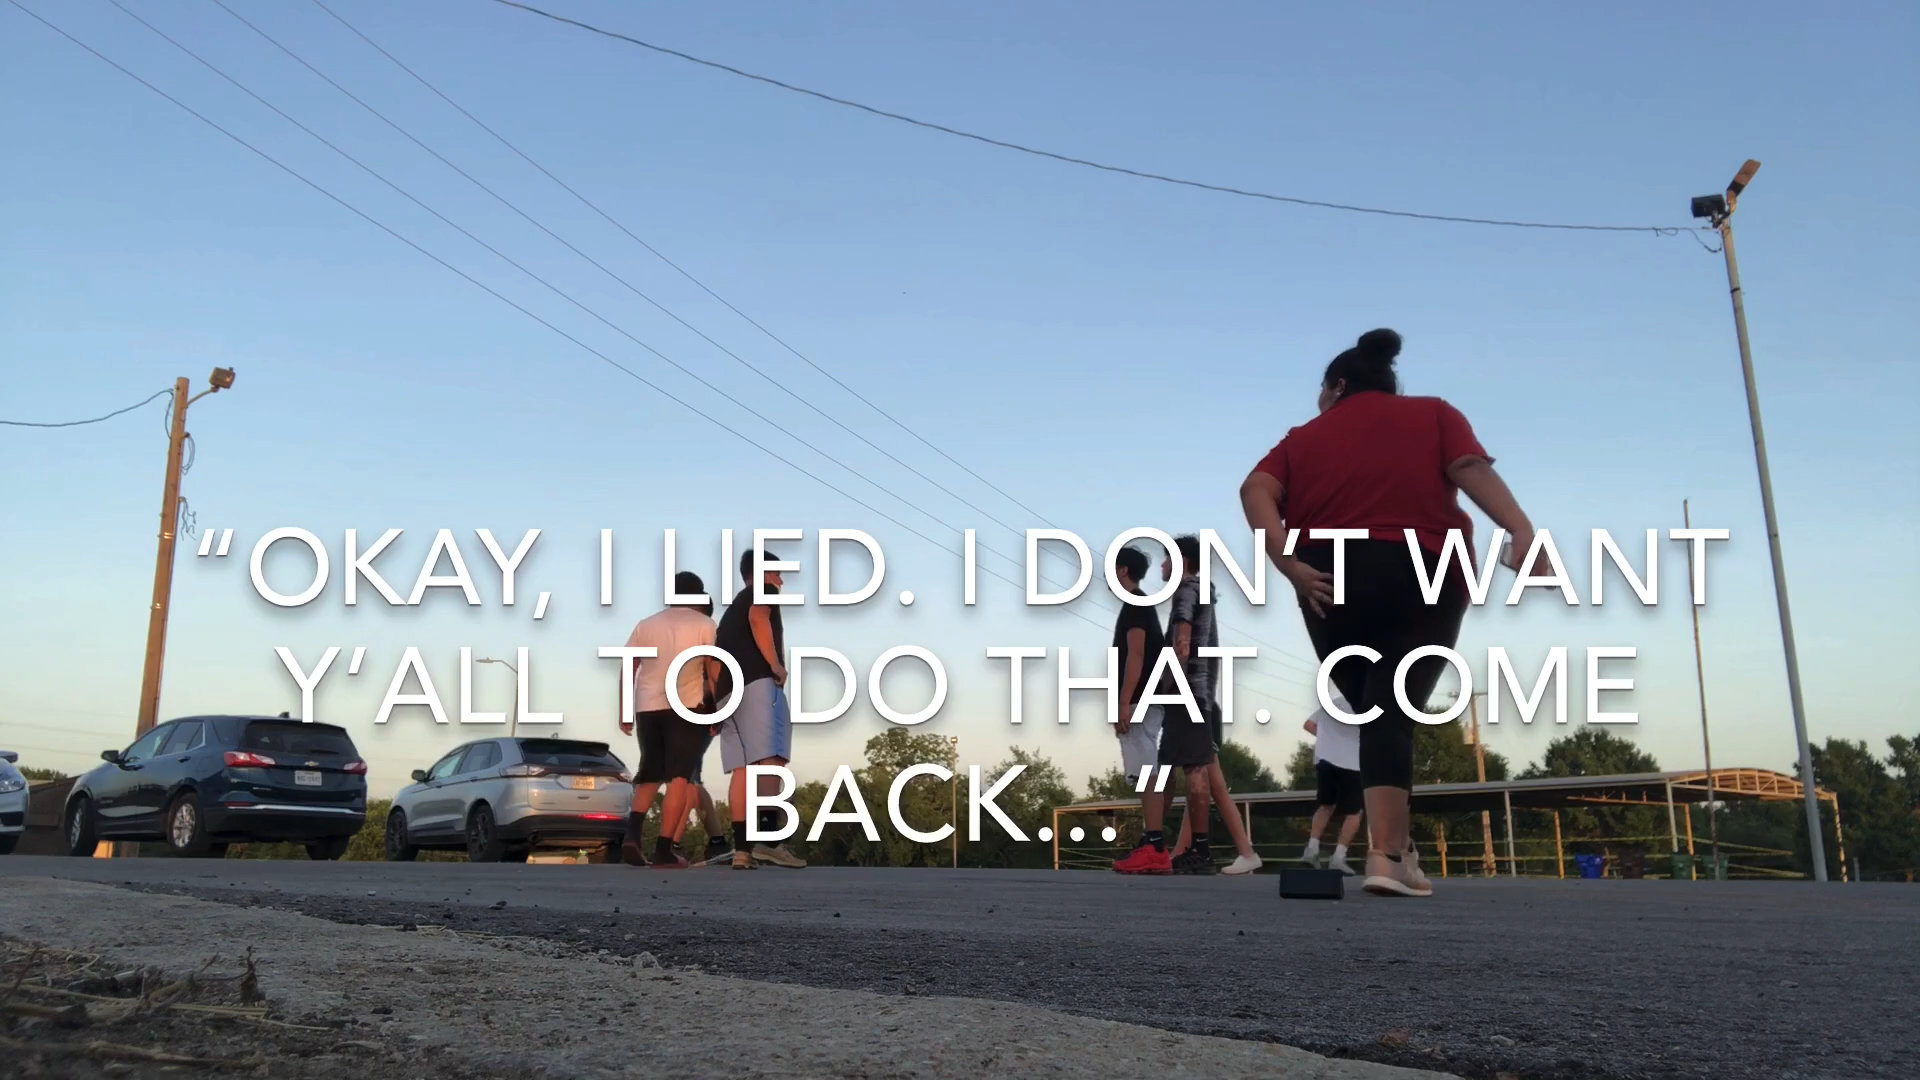 “OKAY, I LIED. I DON’T WANT
Y’ALL TO DO THAT. COME
BACK…”